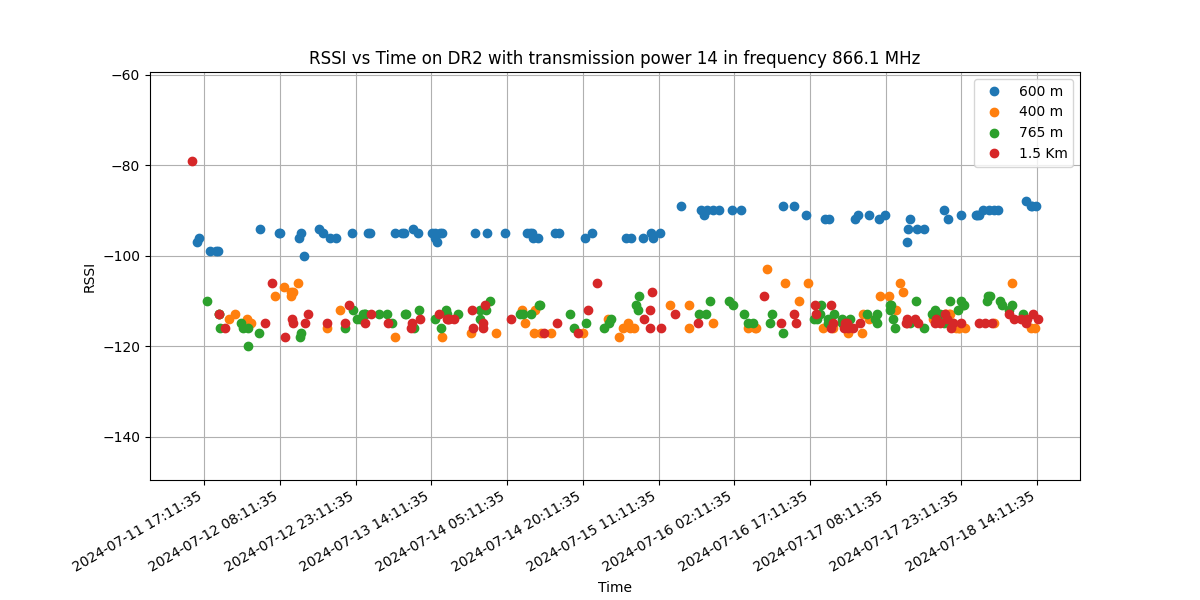 RSSI vs Time on DR2 with transmission power 14 in frequency 866.1 MHz
−60
−80
−100
−120
−140
RSSI
600 m
400 m
765 m
1.5 Km
2024-07-11 17:11:35
2024-07-12 08:11:35
2024-07-12 23:11:35
2024-07-13 14:11:35
2024-07-14 05:11:35
2024-07-14 20:11:35
2024-07-15 11:11:35
2024-07-16 02:11:35
2024-07-16 17:11:35
2024-07-17 08:11:35
2024-07-17 23:11:35
2024-07-18 14:11:35
Time